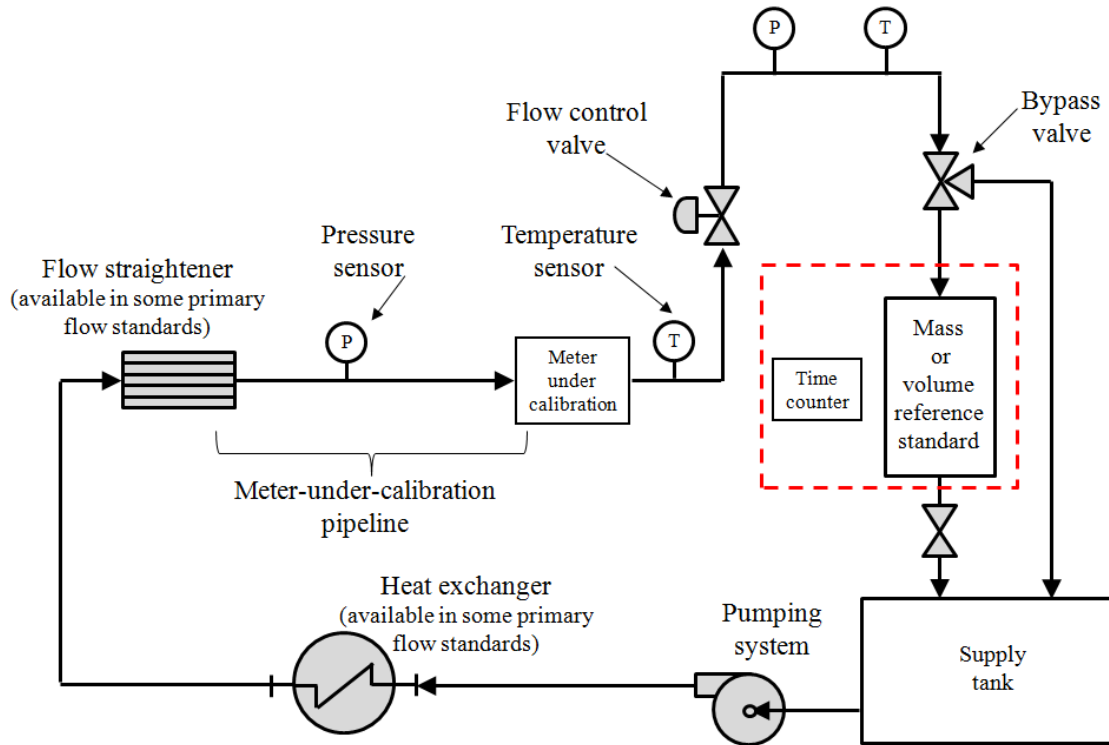 P
T
Flow control
valve
Bypass
valve
Pressure
sensor
Temperature
sensor
Flow straightener
(available in some primary
flow standards)
P
T
Meter
under
calibration
Time
counter
Mass
or
volume
reference
standard
Meter-under-calibration
pipeline
Heat exchanger
(available in some primary
flow standards)
Pumping
system
Supply
tank